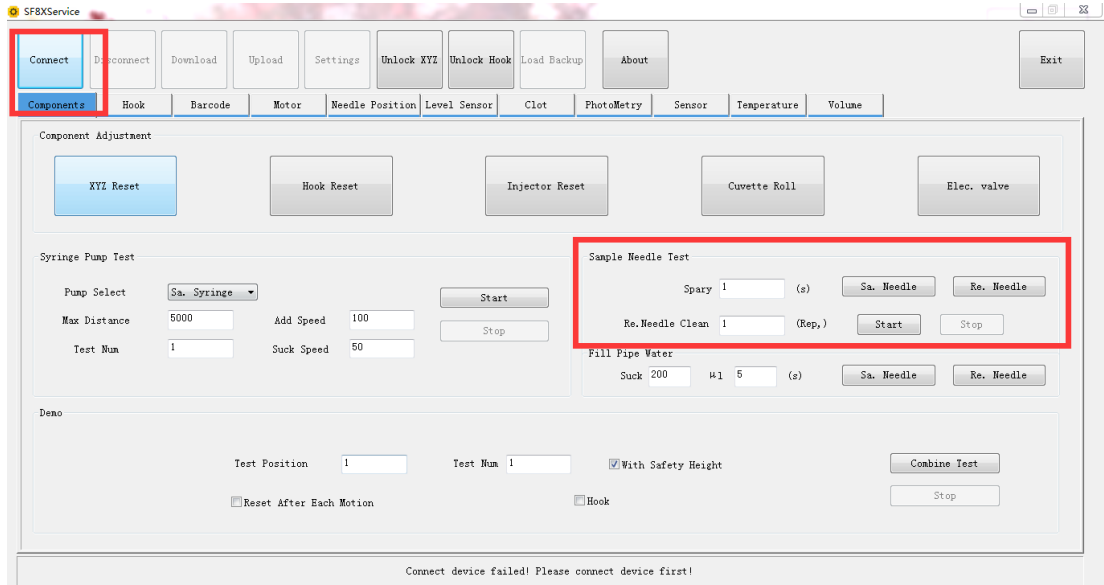 SF8XService
Connect Disconnect Download Upload Settings Unlock XYZ Unlock Hook Load Backup About Exit
Components Hook Barcode Motor Needle Position Level Sensor Clot PhotoMetry Sensor Temperature Volume
Component Adjustment
XYZ Reset Hook Reset Injector Reset Cuvette Roll Elec. valve
Syringe Pump Test
Pump Select Sa. Syringe
Max Distance 5000 Add Speed 100
Test Num 1 Suck Speed 50
Start
Stop
Sample Needle Test
Spary 1 (s) Sa. Needle Re. Needle
Re.Needle Clean 1 (Rep,) Start Stop
Fill Pipe Water
Suck 200 μl 5 (s) Sa. Needle Re. Needle
Demo
Test Position 1 Test Num 1 With Safety Height Combine Test
Reset After Each Motion Hook Stop
Connect device failed! Please connect device first!